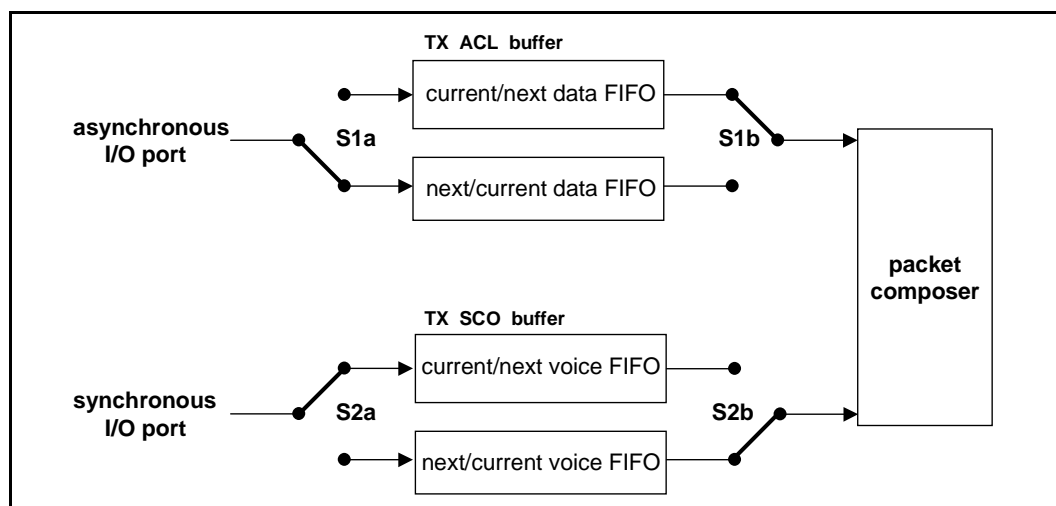 TX ACL buffer
current/next data FIFO
asynchronous
I/O port
S1a
S1b
next/current data FIFO
packet
composer
TX SCO buffer
current/next voice FIFO
synchronous
I/O port
S2a
S2b
next/current voice FIFO